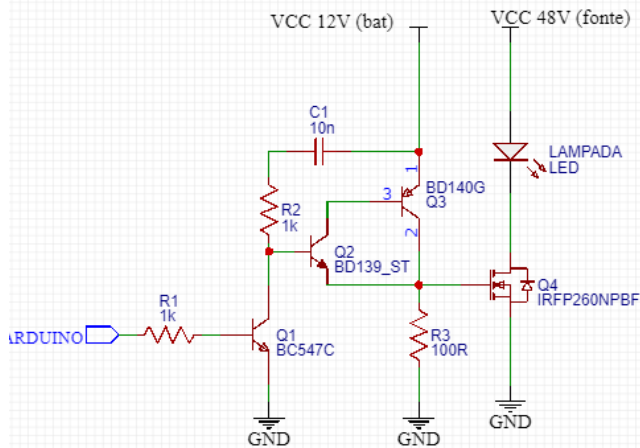 VCC 12V (bat)
VCC 48V (fonte)
C1
10n
1
BD140G
Q3
3
2
LAMPADA
LED
R2
1k
Q2
BD139_ST
Q4
IRFP260NPBF
R1
1k
ARDUINO
Q1
BC547C
R3
100R
GND
GND
GND